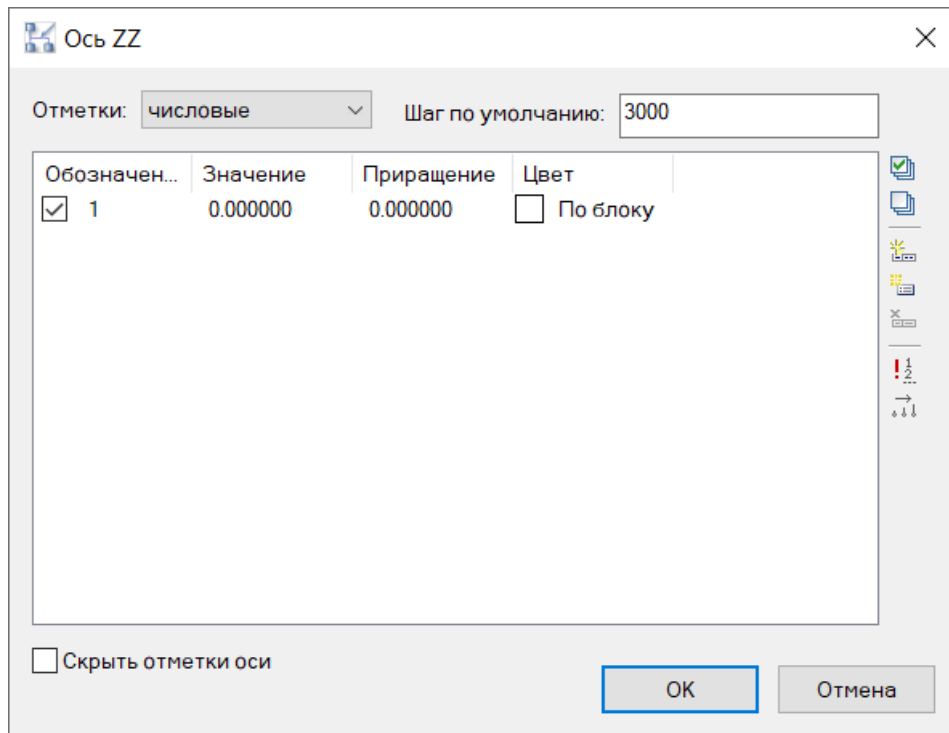 Ось ZZ
Отметки: числовые Шаг по умолчанию: 3000
Обозначен... Значение Приращение Цвет
1 0.000000 0.000000 По блоку
Скрыть отметки оси
OK Отмена